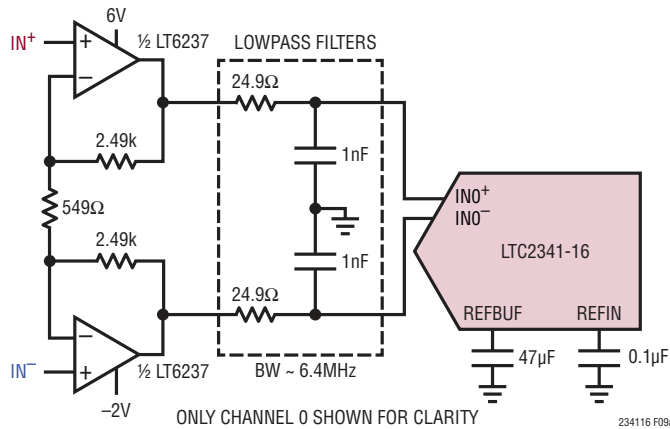 6V
IN+
½ LT6237
LOWPASS FILTERS
24.9Ω
2.49k
1nF
549Ω
IN0+
IN0−
LTC2341-16
2.49k
1nF
24.9Ω
REFBUF
REFIN
IN−
½ LT6237
BW ~ 6.4MHz
47µF
0.1µF
−2V
ONLY CHANNEL 0 SHOWN FOR CLARITY